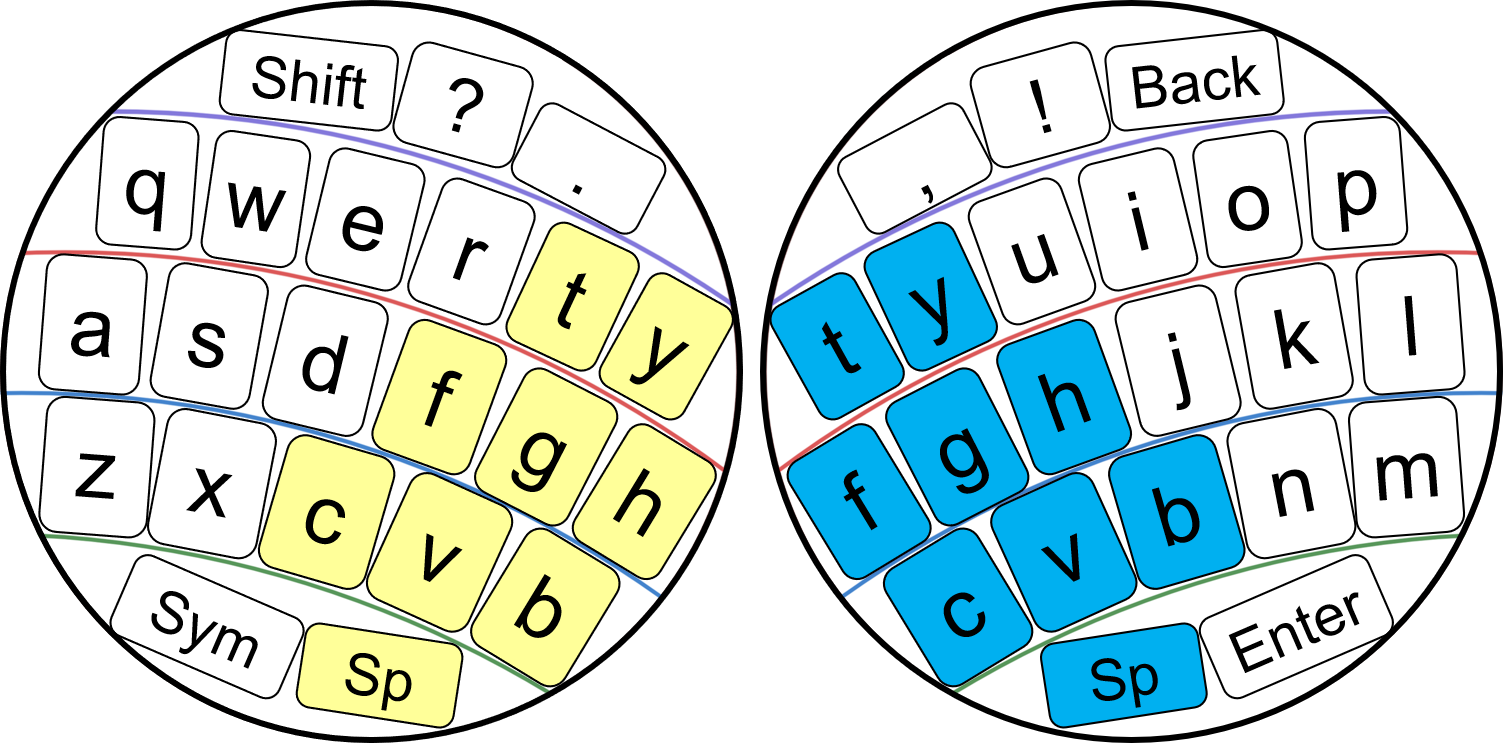 Shift ? .
q w e r t y
a s d f g h
z x c v b
Sym Sp
, ! Back
t y u i o p
f g h j k l
c v b n m
Sp Enter